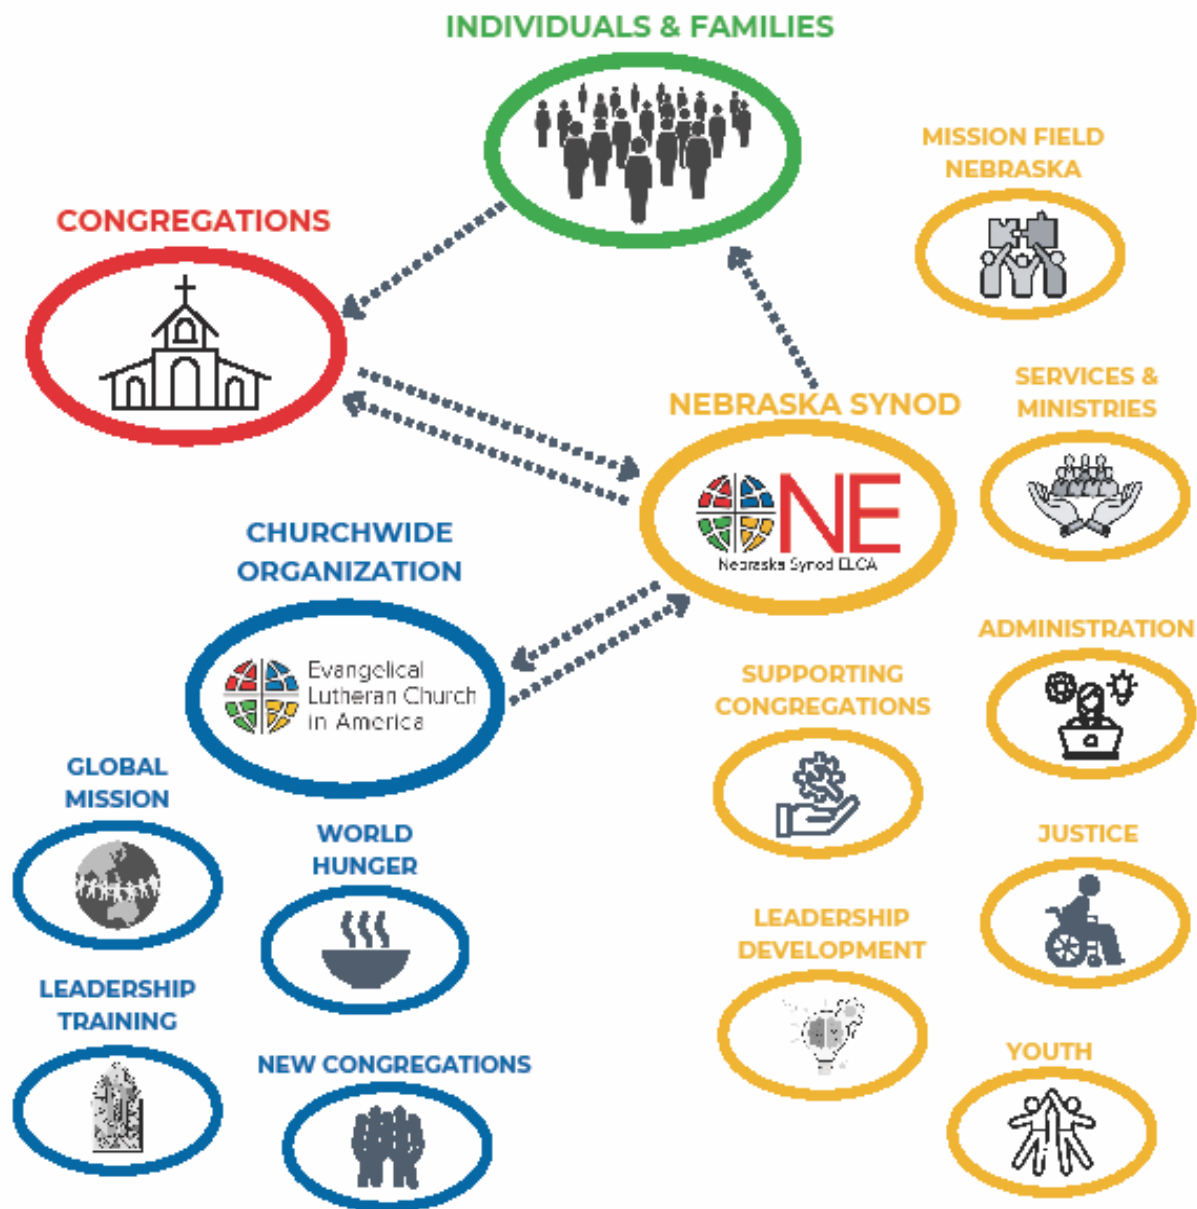 INDIVIDUALS & FAMILIES
MISSION FIELD
NEBRASKA
CONGREGATIONS
SERVICES &
MINISTRIES
NEBRASKA SYNOD
NE
Nebraska Synod ELCA
CHURCHWIDE
ORGANIZATION
Evangelical
Lutheran Church
in America
ADMINISTRATION
SUPPORTING
CONGREGATIONS
GLOBAL
MISSION
WORLD
HUNGER
JUSTICE
LEADERSHIP
DEVELOPMENT
LEADERSHIP
TRAINING
NEW CONGREGATIONS
YOUTH